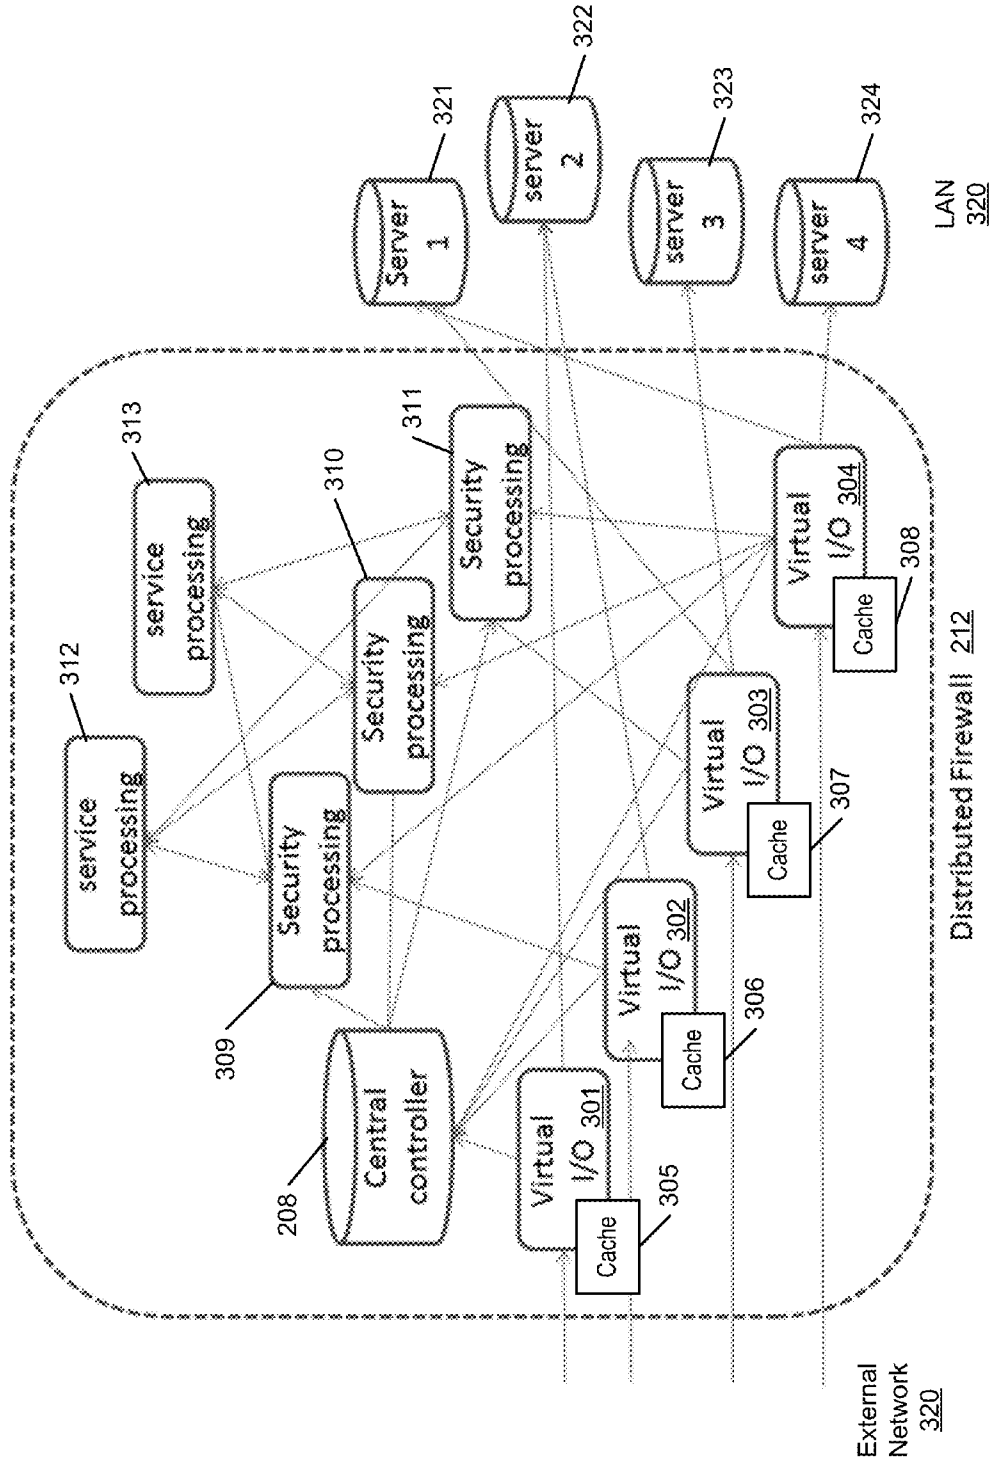 312
service
processing
313
service
processing
309
Security
processing
310
Security
processing
311
Security
processing
208
Central
controller
Virtual
I/O 301
Cache
305
Virtual
I/O 302
Cache
306
Virtual
I/O 303
Cache
307
Virtual
I/O 304
Cache
308
Server
1
321
server
2
322
server
3
323
server
4
324
External
Network
320
Distributed Firewall 212
LAN
320